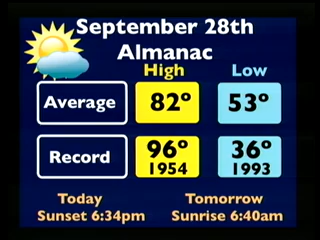 September 28th
Almanac
High Low
Average 82° 53°
Record 96° 36°
1954 1993
Today Tomorrow
Sunset 6:34pm Sunrise 6:40am